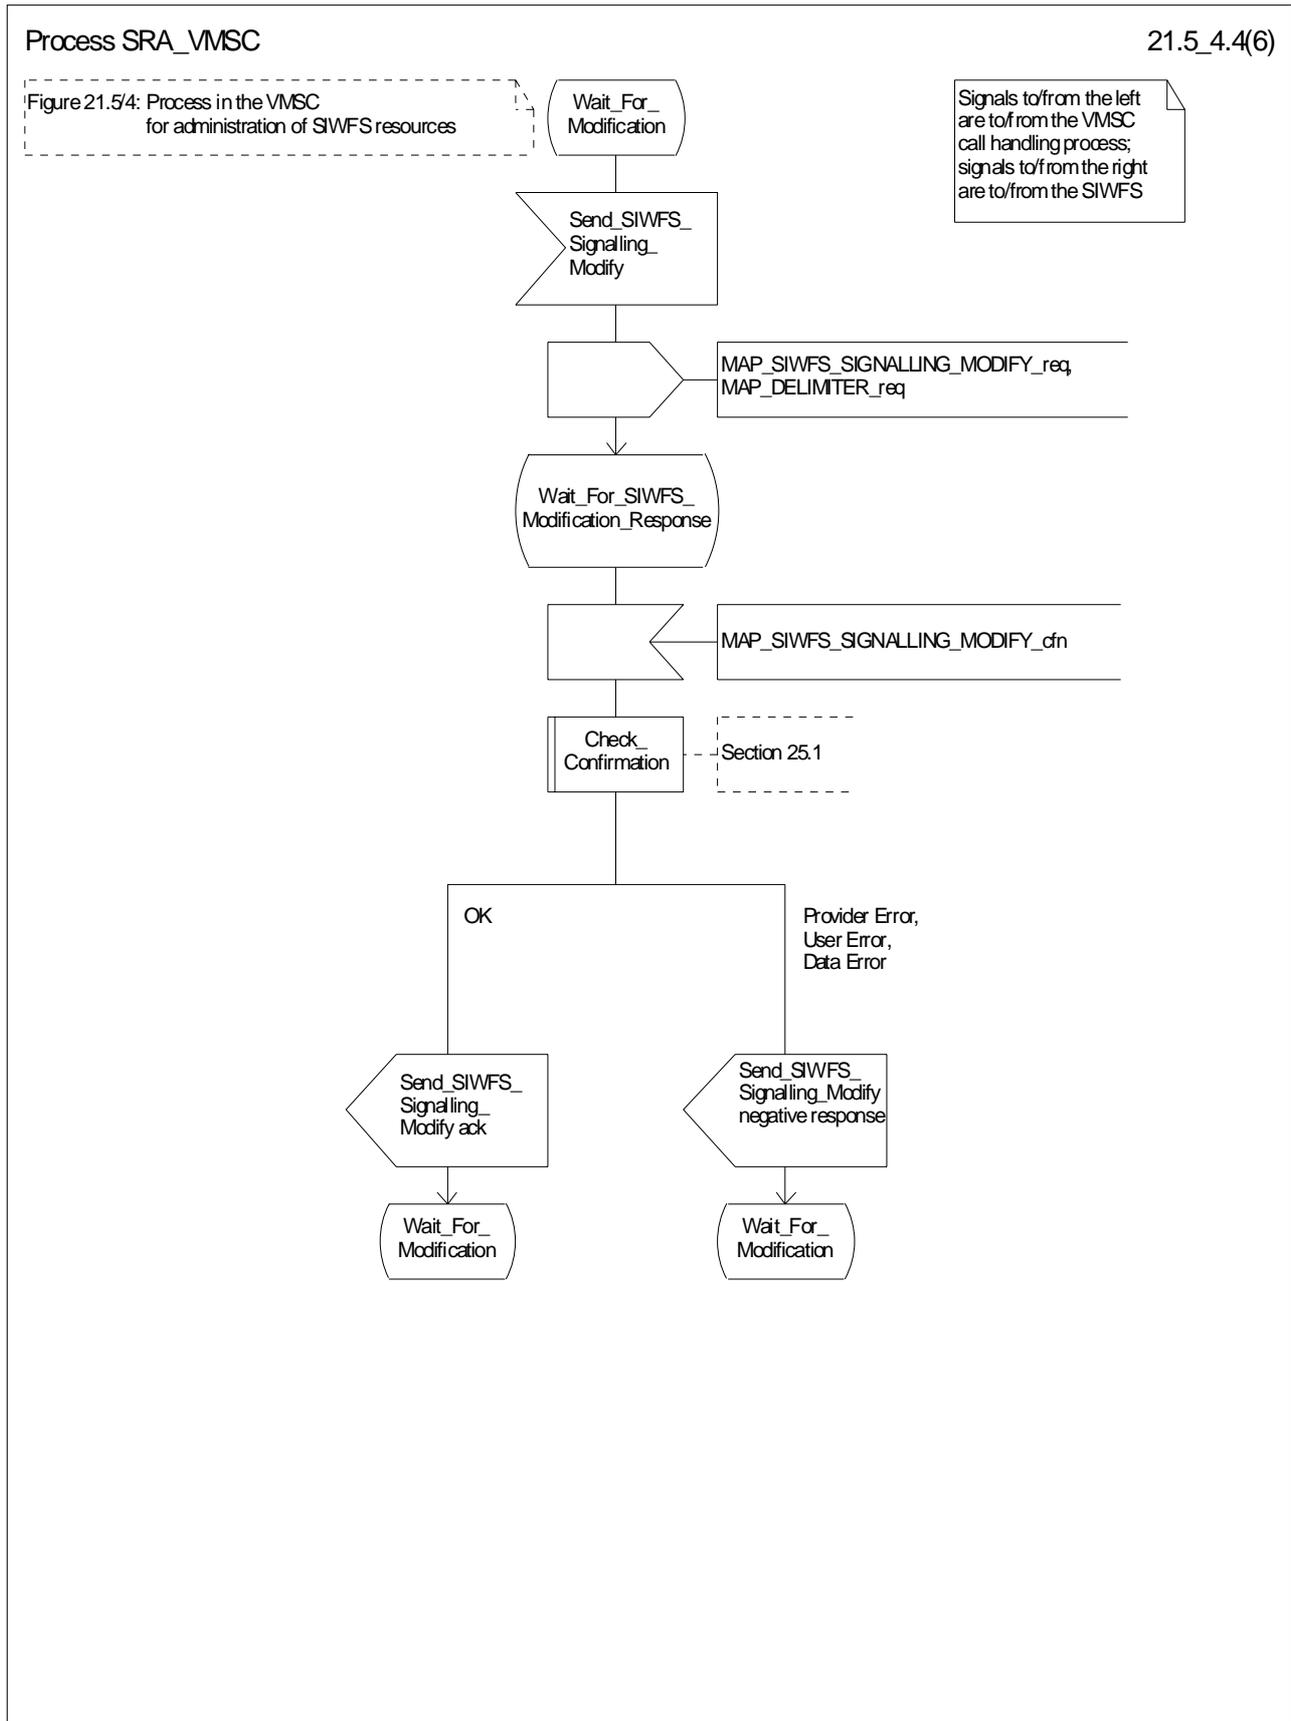 Process SRA_VMSC
21.5_4.4(6)
Figure 21.5/4: Process in the VMSC
for administration of SIWFS resources
Wait_For_
Modification
Signals to/from the left
are to/from the VMSC
call handling process;
signals to/from the right
are to/from the SIWFS
Send_SIWFS_
Signalling_
Modify
MAP_SIWFS_SIGNALLING_MODIFY_req,
MAP_DELIMITER_req
Wait_For_SIWFS_
Modification_Response
MAP_SIWFS_SIGNALLING_MODIFY_cfn
Check_
Confirmation
Section 25.1
OK
Provider Error,
User Error,
Data Error
Send_SIWFS_
Signalling_
Modify ack
Send_SIWFS_
Signalling_Modify
negative response
Wait_For_
Modification
Wait_For_
Modification